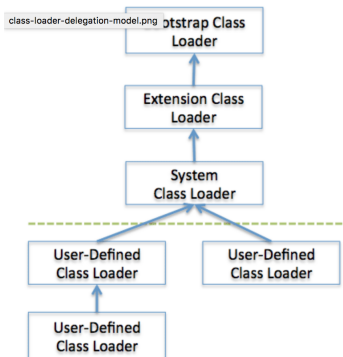 class-loader-delegation-model.png
otstrap Class
Loader
Extension Class
Loader
System
Class Loader
User-Defined
Class Loader
User-Defined
Class Loader
User-Defined
Class Loader